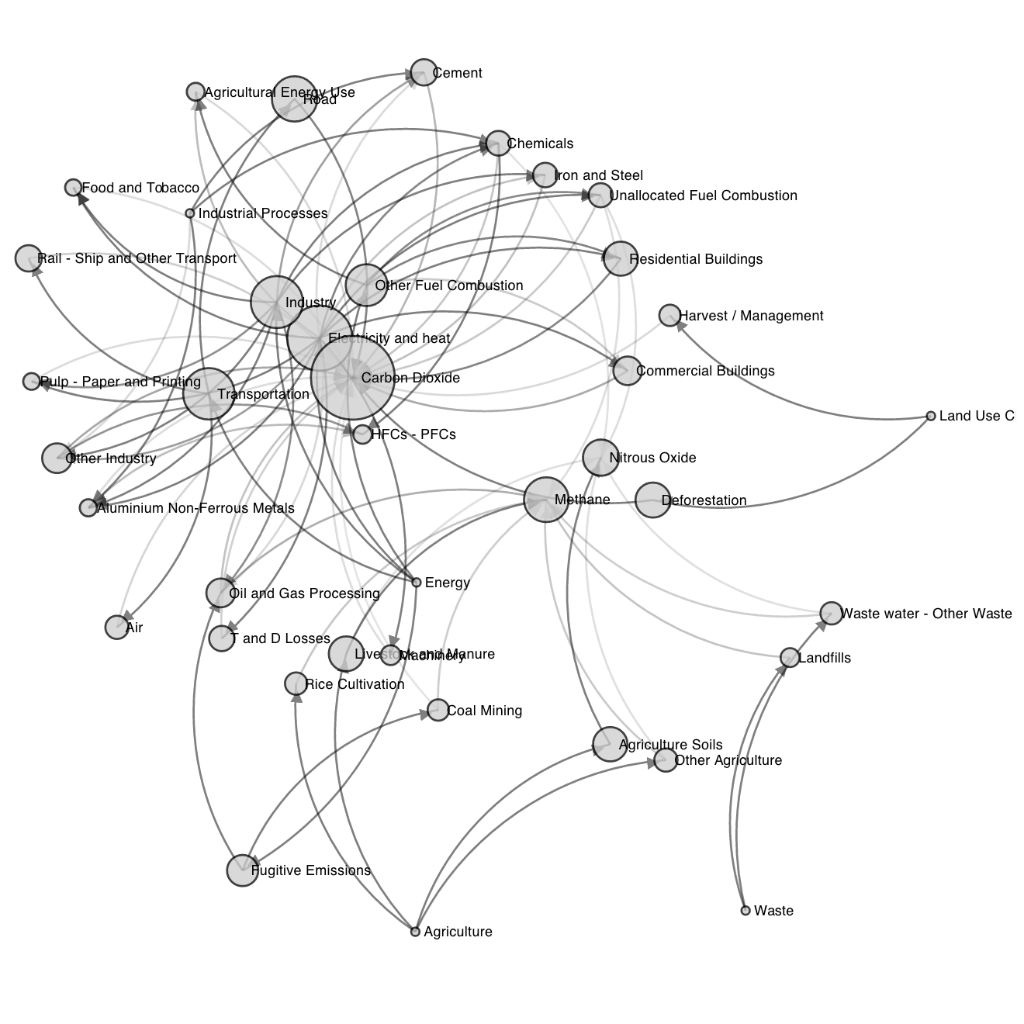 Cement
Agricultural Energy Use
Road
Chemicals
Iron and Steel
Food and Tobacco
Unallocated Fuel Combustion
Industrial Processes
Rail - Ship and Other Transport
Residential Buildings
Other Fuel Combustion
Industry
Harvest / Management
Electricity and heat
Commercial Buildings
Carbon Dioxide
Pulp - Paper and Printing
Transportation
Land Use C
HFCs - PFCs
Other Industry
Nitrous Oxide
Methane
Deforestation
Aluminium Non-Ferrous Metals
Energy
Oil and Gas Processing
Waste water - Other Waste
Air
T and D Losses
Livestock and Manure
Machinery
Landfills
Rice Cultivation
Coal Mining
Agriculture Soils
Other Agriculture
Fugitive Emissions
Waste
Agriculture